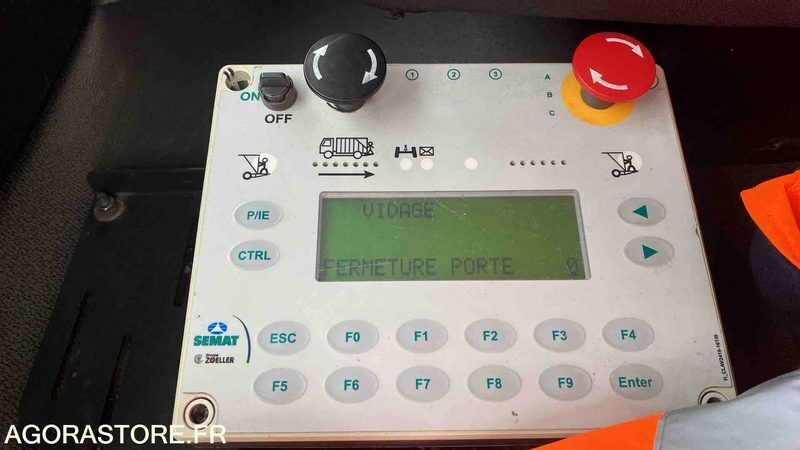 ON
OFF
1 2 3
A
B
C
P/IE
CTRL
VIDAGE
FERMETURE PORTE 0
SEMAT
Groupe
ZOELLER
ESC F0 F1 F2 F3 F4
F5 F6 F7 F8 F9 Enter
AGORASTORE.FR